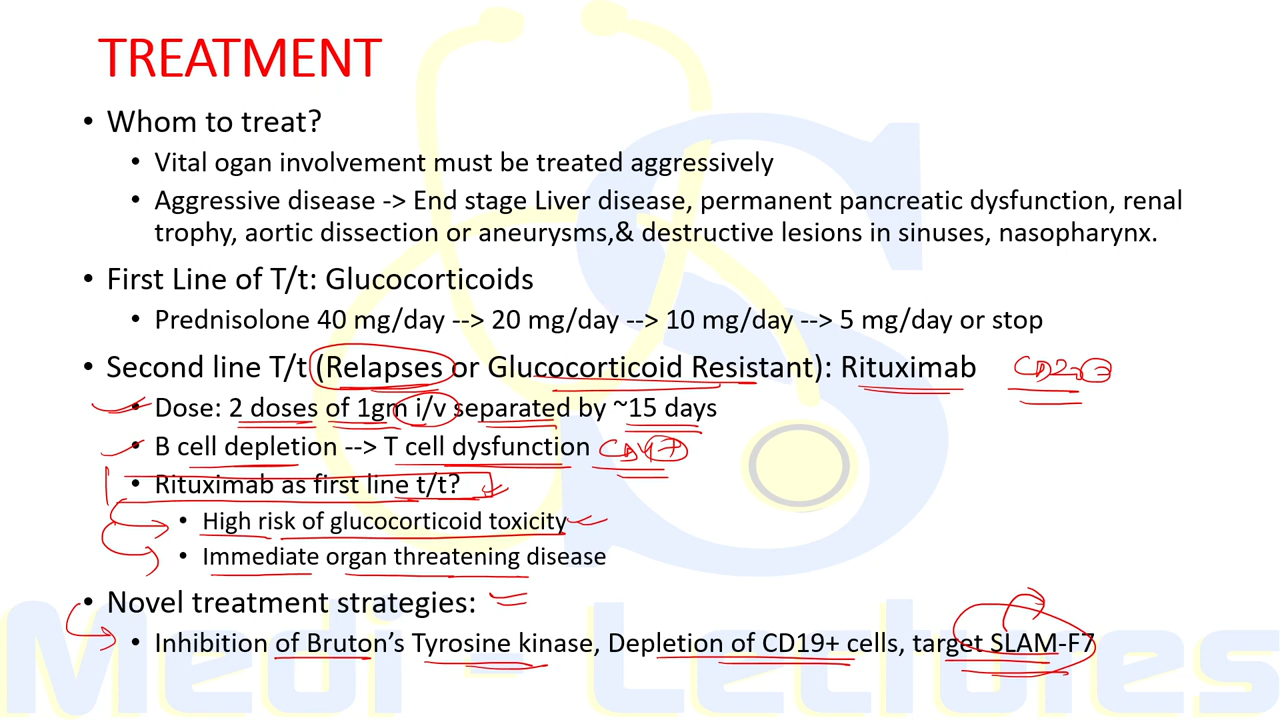 TREATMENT
• Whom to treat?
• Vital ogan involvement must be treated aggressively
• Aggressive disease -> End stage Liver disease, permanent pancreatic dysfunction, renal
trophy, aortic dissection or aneurysms,& destructive lesions in sinuses, nasopharynx.
• First Line of T/t: Glucocorticoids
• Prednisolone 40 mg/day --> 20 mg/day --> 10 mg/day --> 5 mg/day or stop
• Second line T/t (Relapses or Glucocorticoid Resistant): Rituximab
• Dose: 2 doses of 1gm i/v separated by ~15 days
• B cell depletion --> T cell dysfunction
• Rituximab as first line t/t?
• High risk of glucocorticoid toxicity
• Immediate organ threatening disease
• Novel treatment strategies:
• Inhibition of Bruton's Tyrosine kinase, Depletion of CD19+ cells, target SLAM-F7
Medi - Lectures